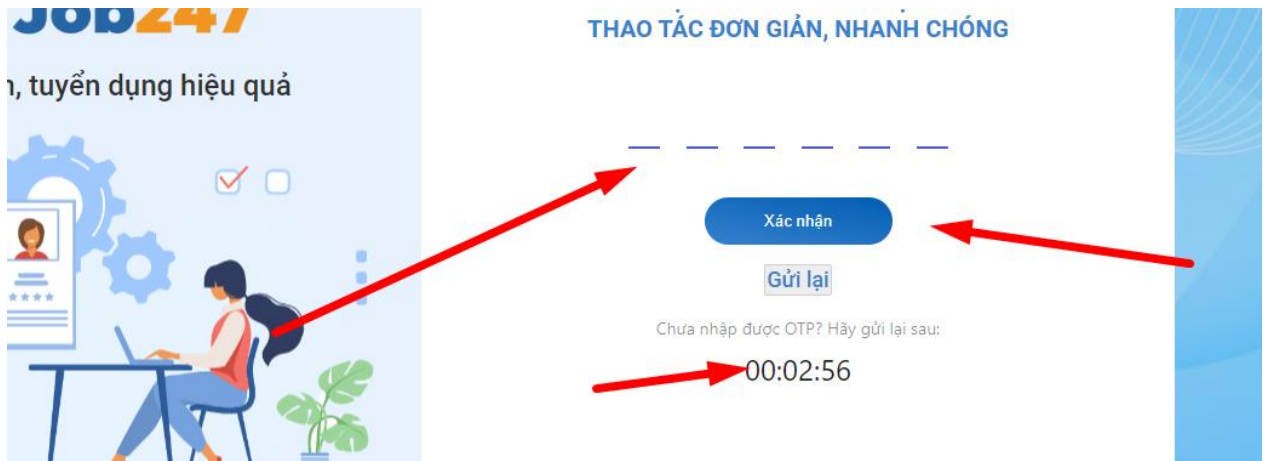 Job247
tuyển dụng hiệu quả
THAO TÁC ĐƠN GIẢN, NHANH CHÓNG
Xác nhận
Gửi lại
Chưa nhập được OTP? Hãy gửi lại sau:
00:02:56